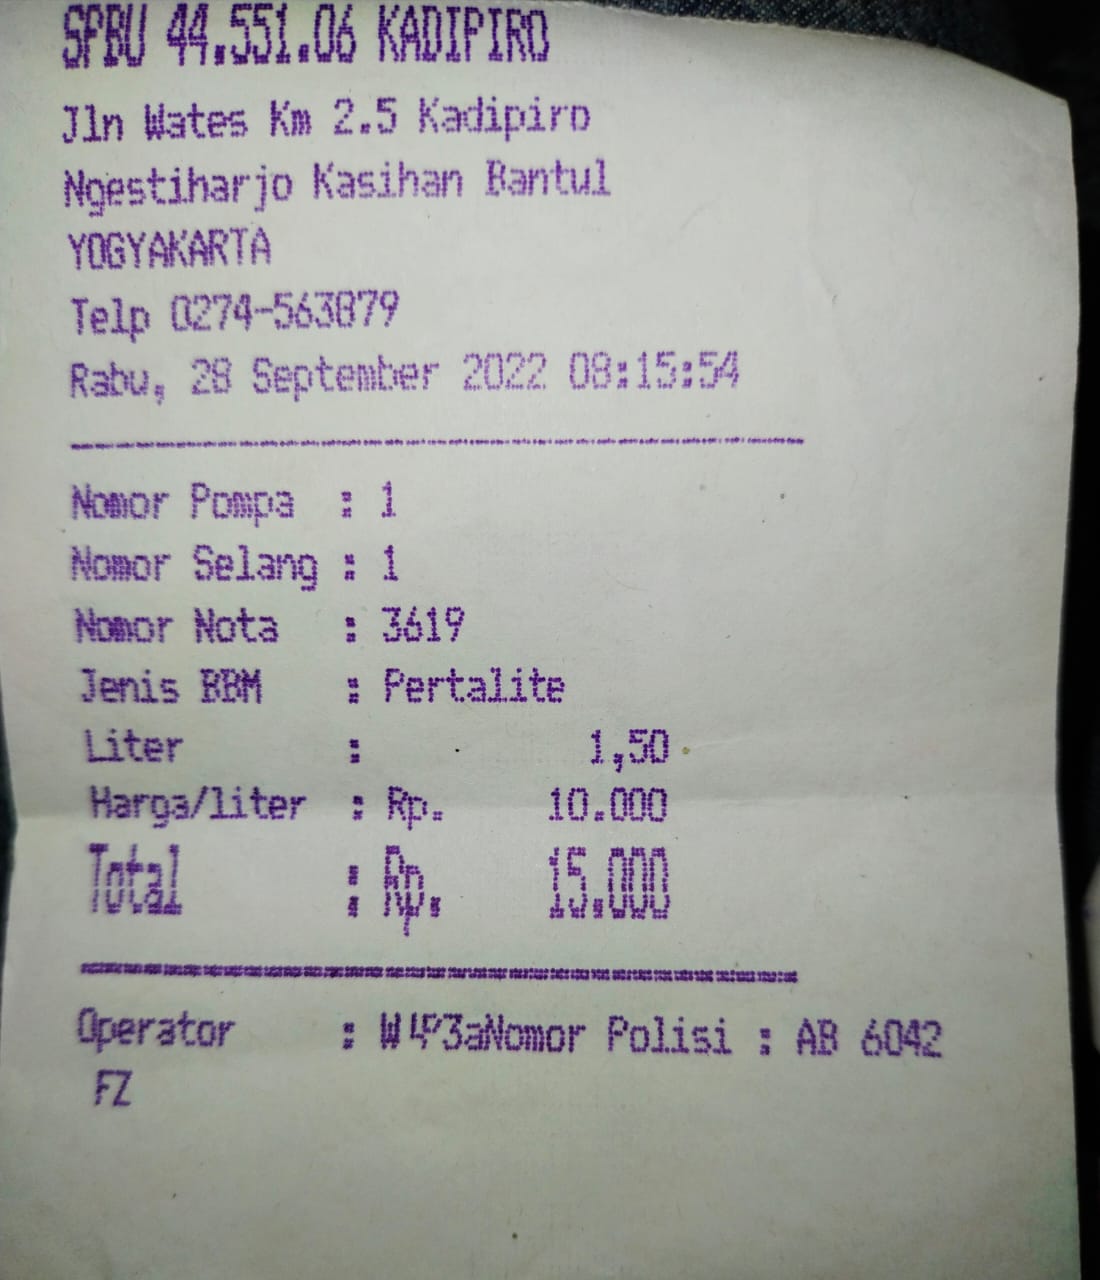 SPBU 44.551.06 KADIPIRO
Jln Wates Km 2.5 Kadipiro
Ngestiharjo Kasihan Bantul
YOGYAKARTA
Telp 0274-563879
Rabu, 28 September 2022 08:15:54
Nomor Pompa : 1
Nomor Selang : 1
Nomor Nota : 3619
Jenis BBM : Pertalite
Liter : 1,50
Harga/liter : Rp. 10.000
Total : Rp. 15.000
Operator : Nomor Polisi : AB 6042
FZ